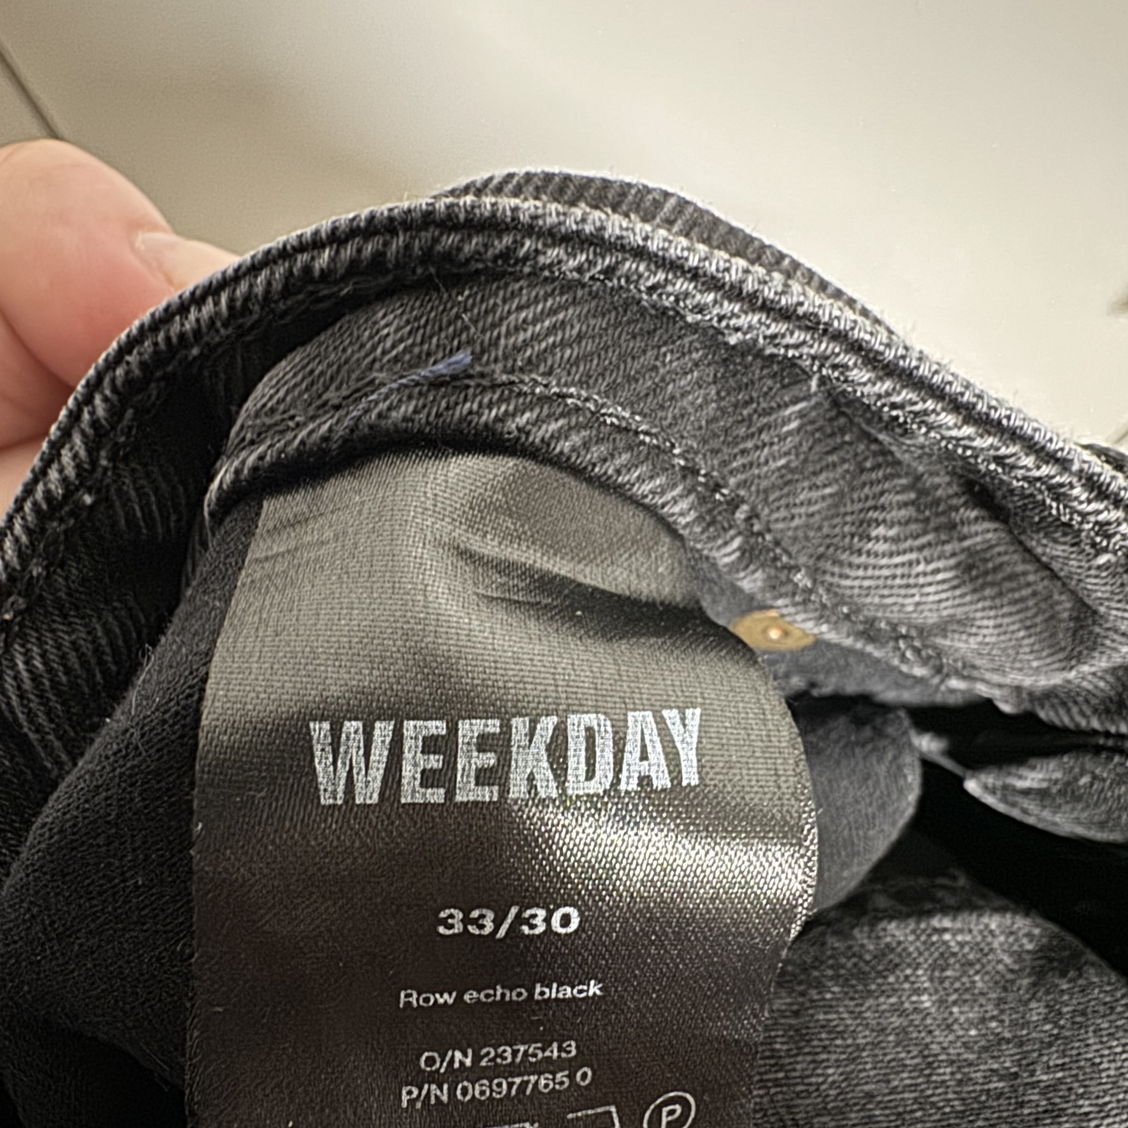 WEEKDAY
33/30
Row echo black
O/N 237543
P/N 0697765 0
P